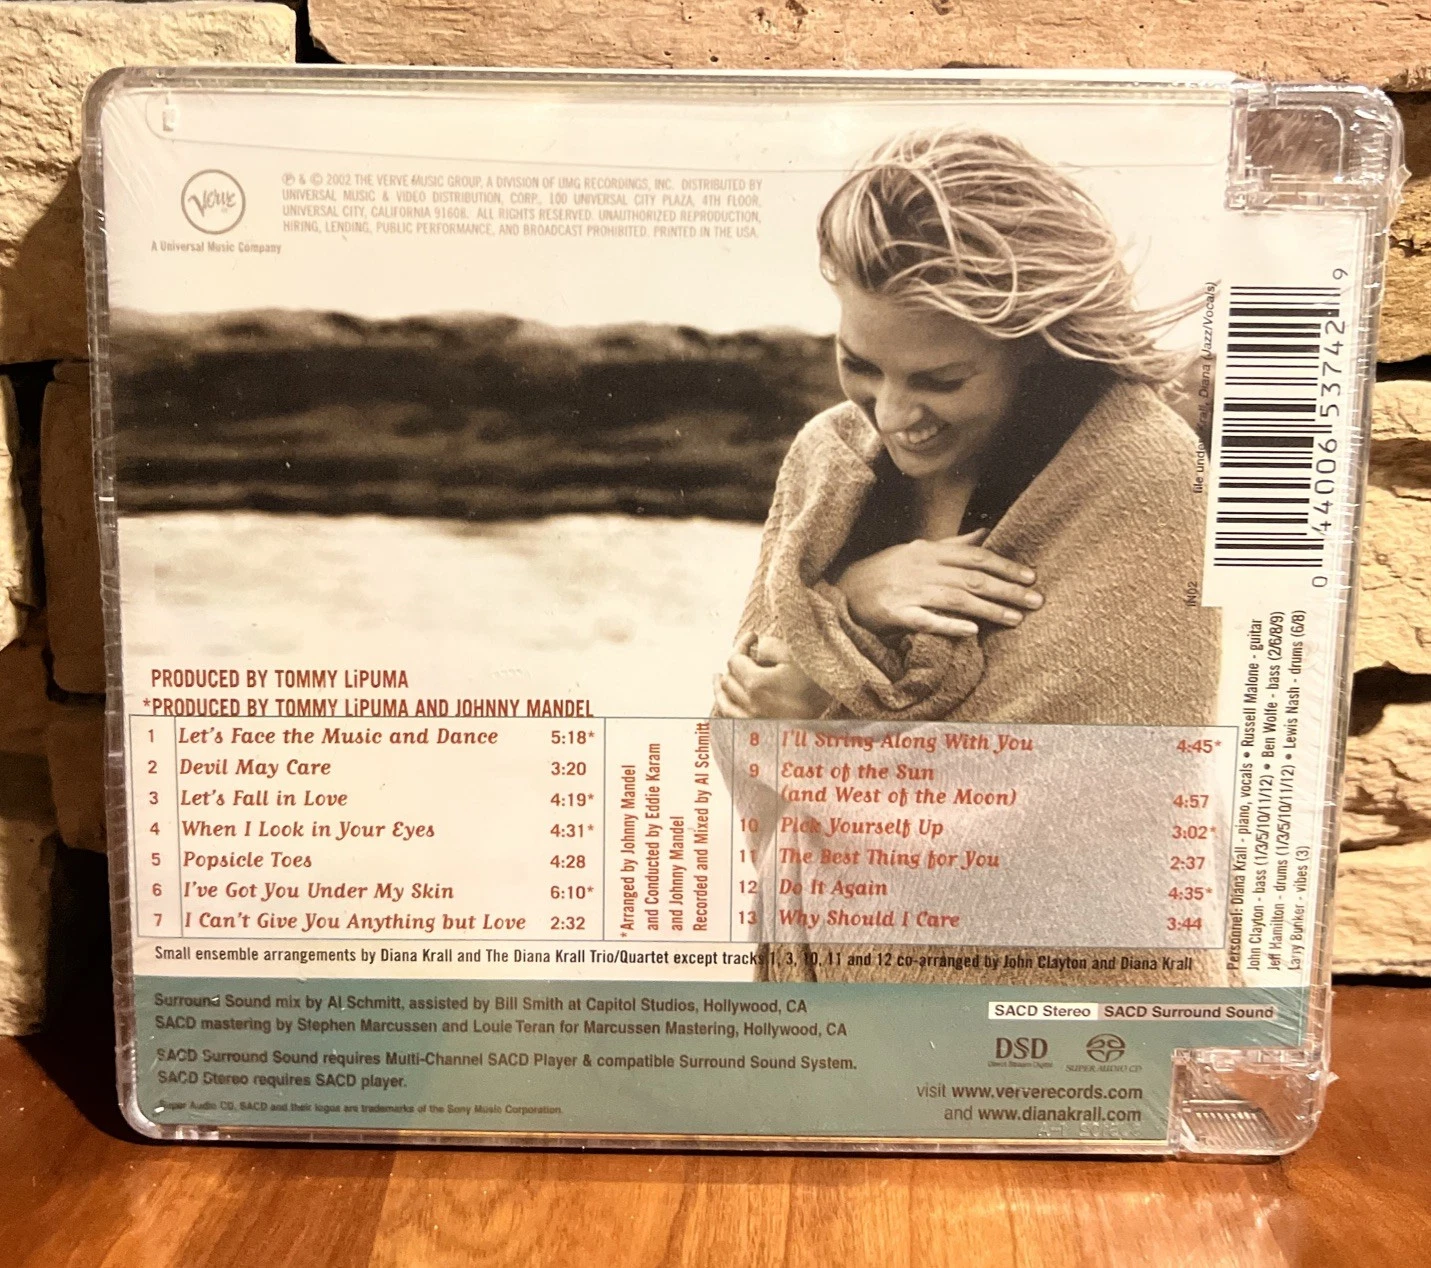 Verve
A Universal Music Company
℗ & © 2002 THE VERVE MUSIC GROUP, A DIVISION OF UMG RECORDINGS, INC. DISTRIBUTED BY
UNIVERSAL MUSIC & VIDEO DISTRIBUTION, CORP., 100 UNIVERSAL CITY PLAZA, 4TH FLOOR,
UNIVERSAL CITY, CALIFORNIA 91608. ALL RIGHTS RESERVED. UNAUTHORIZED REPRODUCTION,
HIRING, LENDING, PUBLIC PERFORMANCE, AND BROADCAST PROHIBITED. PRINTED IN THE USA.
file under: Krall, Diana (Jazz/Vocals)
0 44006 53742 9
IN02
PRODUCED BY TOMMY LiPUMA
*PRODUCED BY TOMMY LiPUMA AND JOHNNY MANDEL
1 Let's Face the Music and Dance 5:18*
2 Devil May Care 3:20
3 Let's Fall in Love 4:19*
4 When I Look in Your Eyes 4:31*
5 Popsicle Toes 4:28
6 I've Got You Under My Skin 6:10*
7 I Can't Give You Anything but Love 2:32
*Arranged by Johnny Mandel
and Conducted by Eddie Karam
and Johnny Mandel
Recorded and Mixed by Al Schmitt
8 I'll String Along With You 4:45*
9 East of the Sun
(and West of the Moon) 4:57
10 Pick Yourself Up 3:02*
11 The Best Thing for You 2:37
12 Do It Again 4:35*
13 Why Should I Care 3:44
Personnel: Diana Krall - piano, vocals • Russell Malone - guitar
John Clayton - bass (1/3/5/10/11/12) • Ben Wolfe - bass (2/6/8/9)
Jeff Hamilton - drums (1/3/5/10/11/12) • Lewis Nash - drums (6/8)
Larry Bunker - vibes (3)
Small ensemble arrangements by Diana Krall and The Diana Krall Trio/Quartet except tracks 1, 3, 10, 11 and 12 co-arranged by John Clayton and Diana Krall
Surround Sound mix by Al Schmitt, assisted by Bill Smith at Capitol Studios, Hollywood, CA
SACD mastering by Stephen Marcussen and Louie Teran for Marcussen Mastering, Hollywood, CA
SACD Surround Sound requires Multi-Channel SACD Player & compatible Surround Sound System.
SACD Stereo requires SACD player.
Super Audio CD, SACD and their logos are trademarks of the Sony Music Corporation.
SACD Stereo SACD Surround Sound
DSD
Direct Stream Digital
SUPER AUDIO CD
visit www.ververecords.com
and www.dianakrall.com